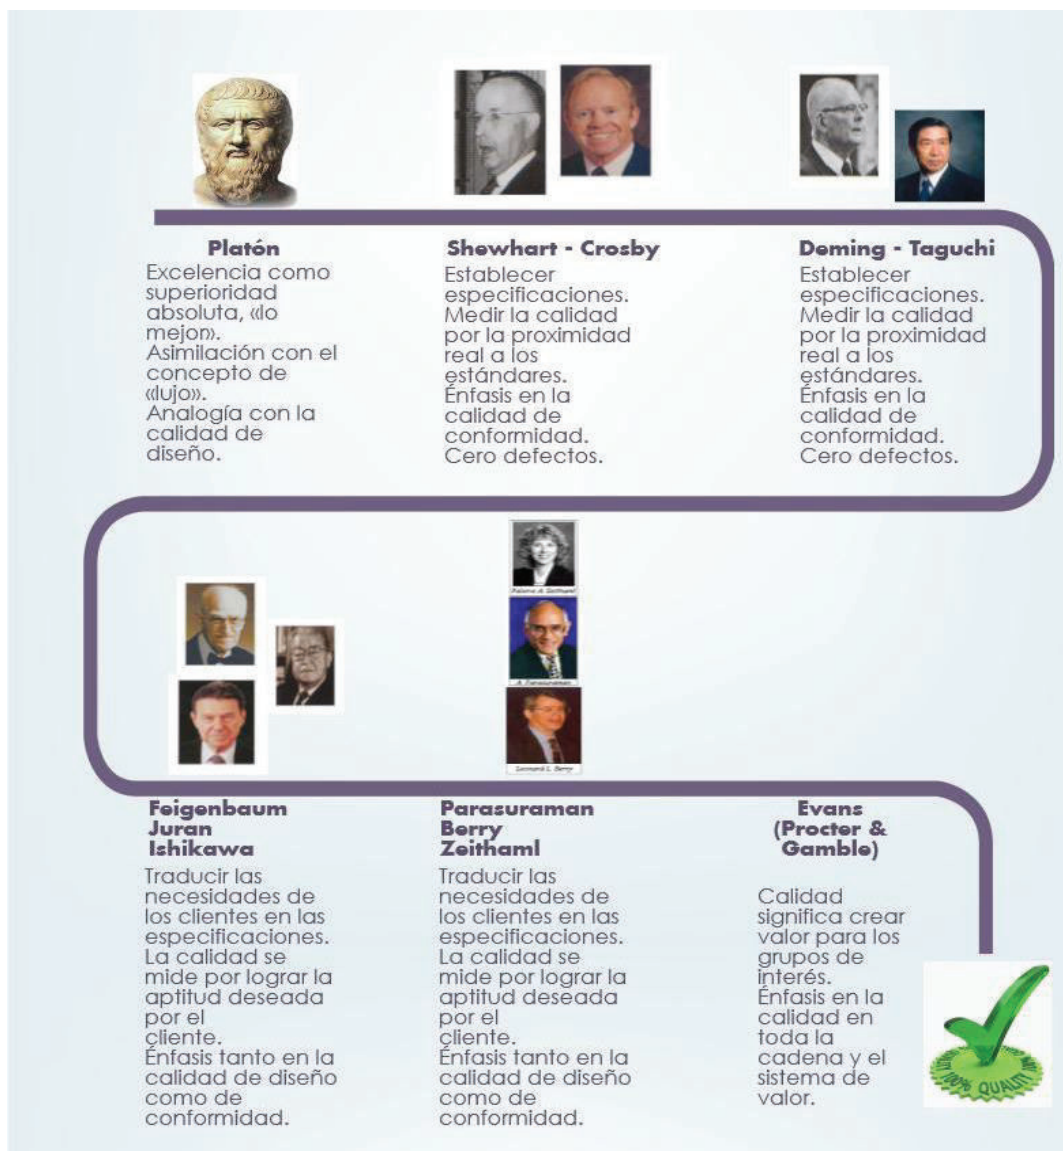 Platón
Excelencia como
superioridad
absoluta, «lo
mejor».
Asimilación con el
concepto de
«lujo».
Analogía con la
calidad de
diseño.
Shewhart - Crosby
Establecer
especificaciones.
Medir la calidad
por la proximidad
real a los
estándares.
Énfasis en la
calidad de
conformidad.
Cero defectos.
Deming - Taguchi
Establecer
especificaciones.
Medir la calidad
por la proximidad
real a los
estándares.
Énfasis en la
calidad de
conformidad.
Cero defectos.
A. Parasuraman
Leonard L. Berry
Feigenbaum
Juran
Ishikawa
Traducir las
necesidades de
los clientes en las
especificaciones.
La calidad se
mide por lograr la
aptitud deseada
por el
cliente.
Énfasis tanto en la
calidad de diseño
como de
conformidad.
Parasuraman
Berry
Zeithaml
Traducir las
necesidades de
los clientes en las
especificaciones.
La calidad se
mide por lograr la
aptitud deseada
por el
cliente.
Énfasis tanto en la
calidad de diseño
como de
conformidad.
Evans
(Procter &
Gamble)
Calidad
significa crear
valor para los
grupos de
interés.
Énfasis en la
calidad en
toda la
cadena y el
sistema de
valor.
100% QUALITY